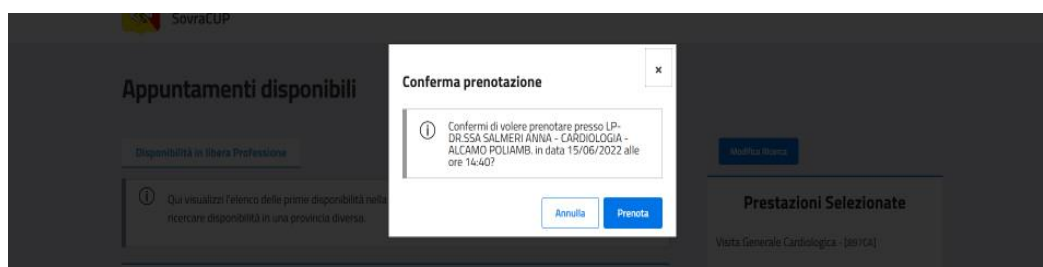 SovraCUP
Appuntamenti disponibili
Disponibilità in libera Professione
Qui visualizzi l'elenco delle prime disponibilità nella
ricercare disponibilità in una provincia diversa.
Conferma prenotazione
×
Confermi di volere prenotare presso LP-
DR.SSA SALMERI ANNA - CARDIOLOGIA -
ALCAMO POLIAMB. in data 15/06/2022 alle
ore 14:40?
Annulla
Prenota
Modifica Ricerca
Prestazioni Selezionate
Visita Generale Cardiologica - [897CA]